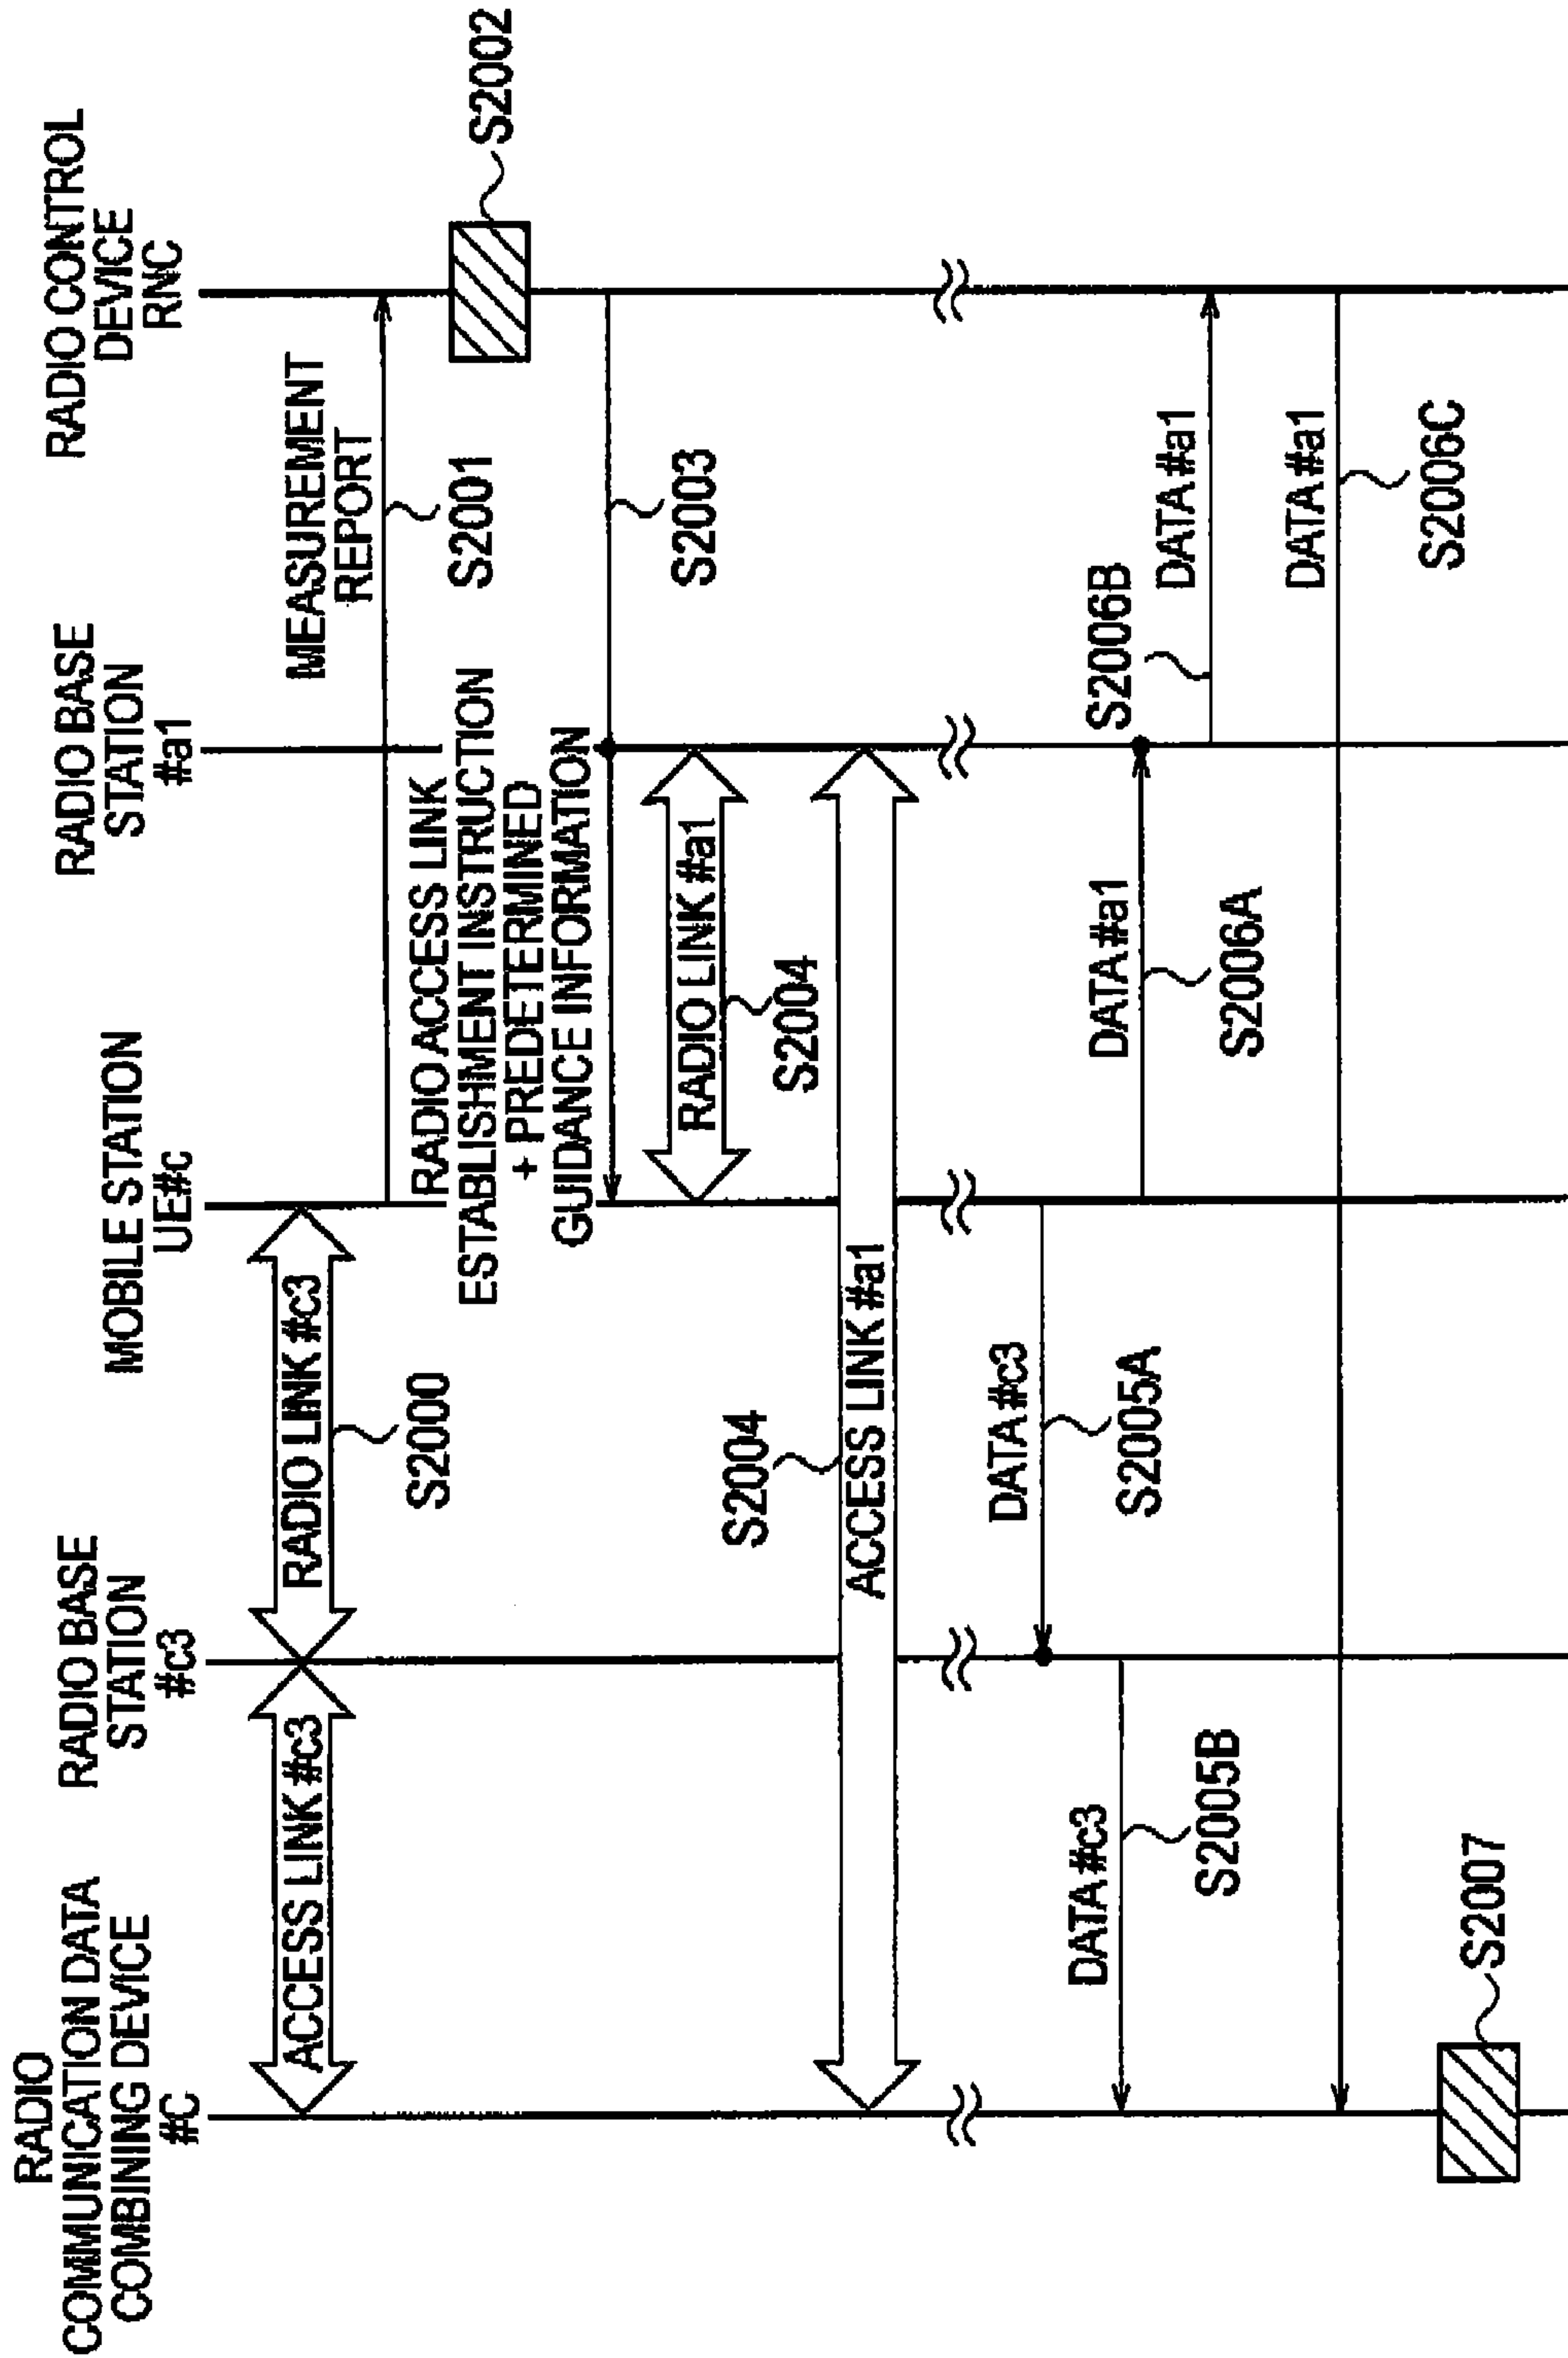 RADIO
COMMUNICATION DATA
COMBINING DEVICE
#C
RADIO BASE
STATION
#c3
MOBILE STATION
UE#c
RADIO BASE
STATION
#a1
RADIO CONTROL
DEVICE
RNC
ACCESS LINK #c3
RADIO LINK #c3
S2000
MEASUREMENT
REPORT
S2001
S2002
RADIO ACCESS LINK
ESTABLISHMENT INSTRUCTION
+ PREDETERMINED
GUIDANCE INFORMATION
S2003
RADIO LINK #a1
S2004
S2004
ACCESS LINK #a1
DATA #c3
S2005A
DATA #c3
S2005B
DATA #a1
S2006A
S2006B
DATA #a1
DATA #a1
S2006C
S2007